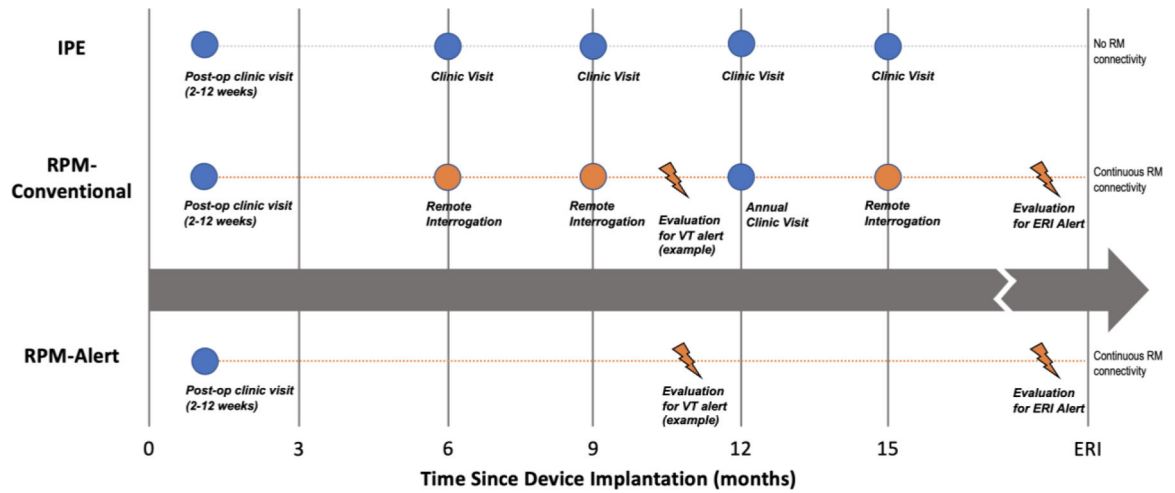 IPE
Post-op clinic visit
(2-12 weeks)
Clinic Visit
Clinic Visit
Clinic Visit
Clinic Visit
No RM
connectivity
RPM-
Conventional
Post-op clinic visit
(2-12 weeks)
Remote
Interrogation
Remote
Interrogation
Evaluation
for VT alert
(example)
Annual
Clinic Visit
Remote
Interrogation
Evaluation
for ERI Alert
Continuous RM
connectivity
RPM-Alert
Post-op clinic visit
(2-12 weeks)
Evaluation
for VT alert
(example)
Evaluation
for ERI Alert
Continuous RM
connectivity
0 3 6 9 12 15 ERI
Time Since Device Implantation (months)